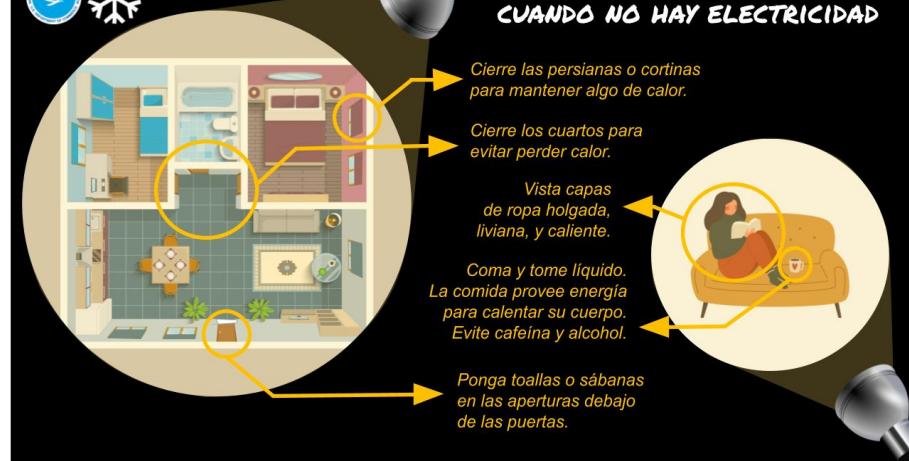 CUANDO NO HAY ELECTRICIDAD
Cierre las persianas o cortinas
para mantener algo de calor.
Cierre los cuartos para
evitar perder calor.
Vista capas
de ropa holgada,
liviana, y caliente.
Coma y tome líquido.
La comida provee energía
para calentar su cuerpo.
Evite cafeína y alcohol.
Ponga toallas o sábanas
en las aperturas debajo
de las puertas.